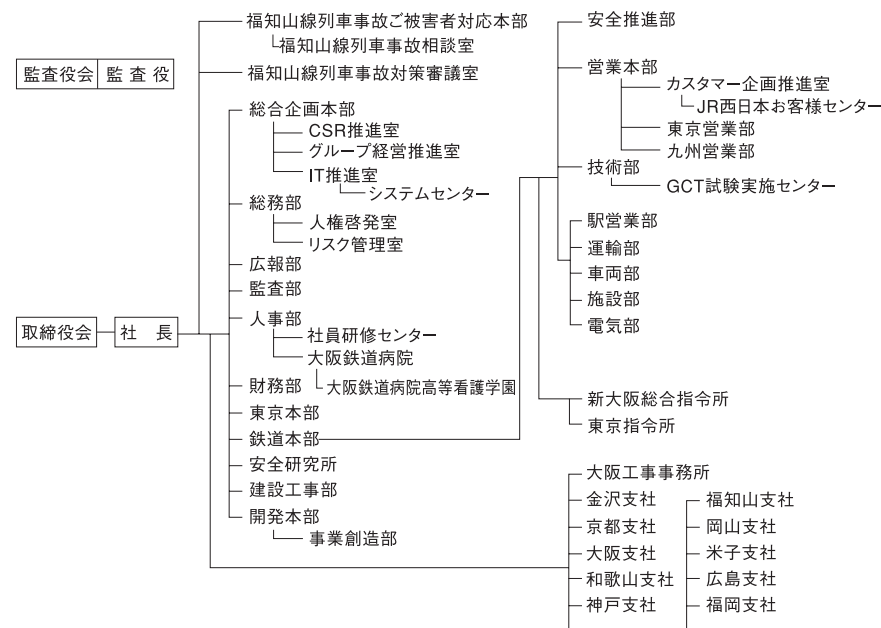 監査役会 監査役
取締役会 社長
福知山線列車事故ご被害者対応本部
福知山線列車事故相談室
福知山線列車事故対策審議室
総合企画本部
CSR推進室
グループ経営推進室
IT推進室
システムセンター
総務部
人権啓発室
リスク管理室
広報部
監査部
人事部
社員研修センター
大阪鉄道病院
大阪鉄道病院高等看護学園
財務部
東京本部
鉄道本部
安全研究所
建設工事部
開発本部
事業創造部
安全推進部
営業本部
カスタマー企画推進室
JR西日本お客様センター
東京営業部
九州営業部
技術部
GCT試験実施センター
駅営業部
運輸部
車両部
施設部
電気部
新大阪総合指令所
東京指令所
大阪工事事務所
金沢支社
京都支社
大阪支社
和歌山支社
神戸支社
福知山支社
岡山支社
米子支社
広島支社
福岡支社